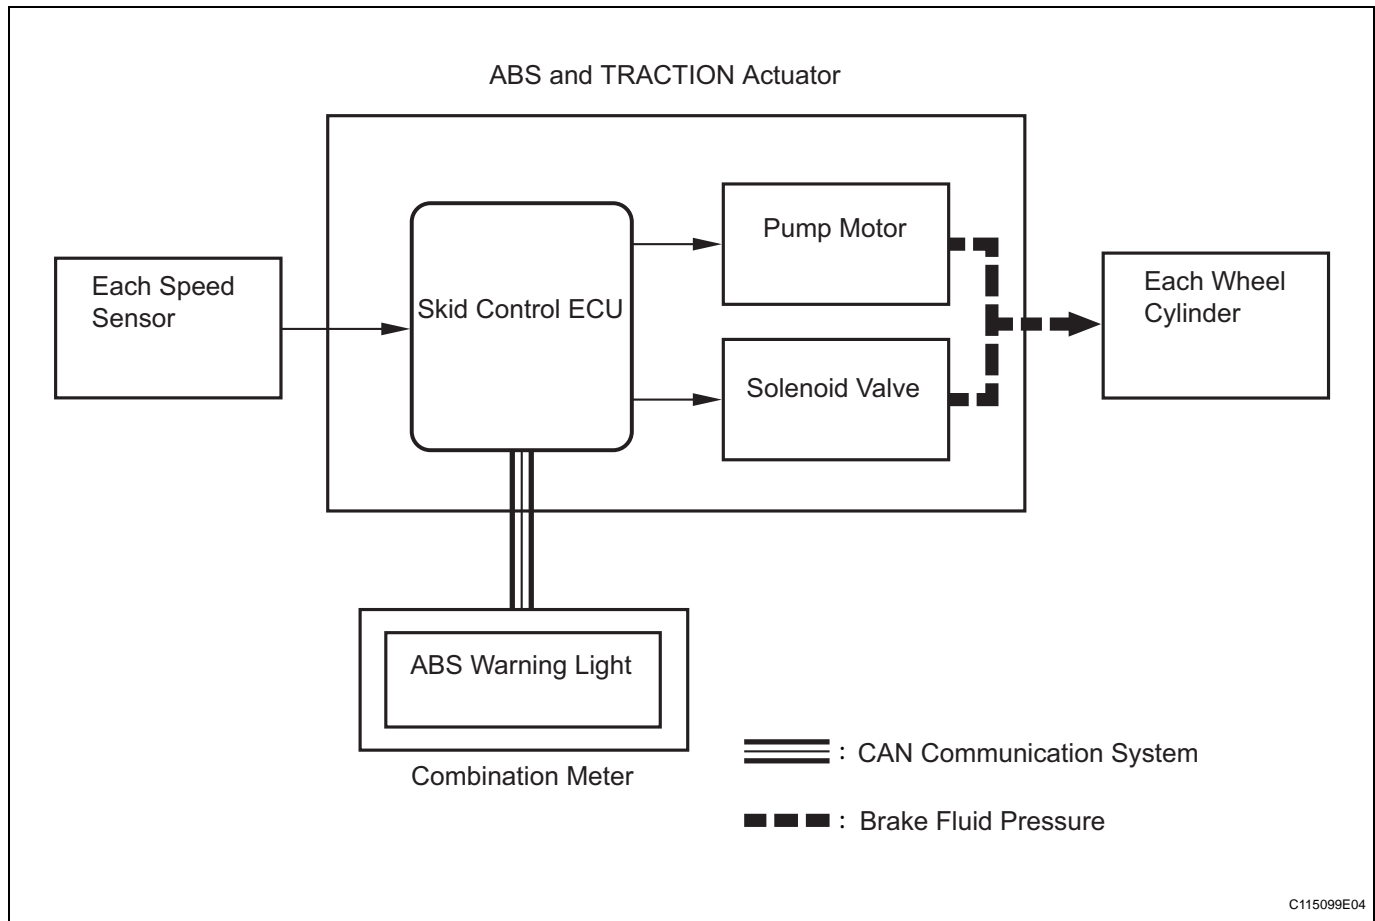 ABS and TRACTION Actuator
Each Speed
Sensor
Skid Control ECU
Pump Motor
Solenoid Valve
Each Wheel
Cylinder
ABS Warning Light
Combination Meter
: CAN Communication System
: Brake Fluid Pressure
C115099E04